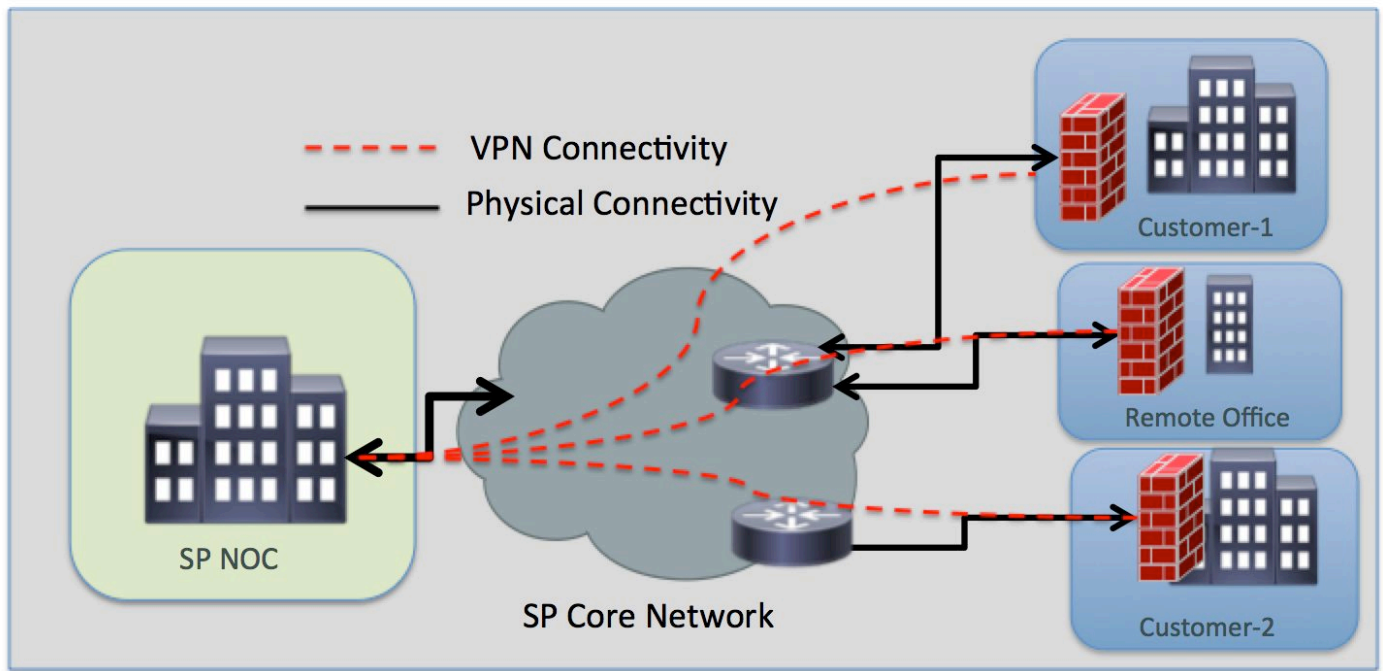 VPN Connectivity
Physical Connectivity
Customer-1
Remote Office
SP NOC
SP Core Network
Customer-2